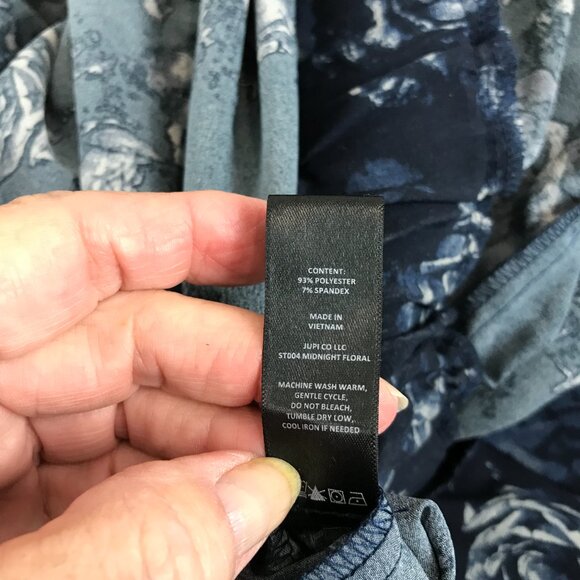 CONTENT:
93% POLYESTER
7% SPANDEX
MADE IN
VIETNAM
JUPI CO LLC
ST004 MIDNIGHT FLORAL
MACHINE WASH WARM,
GENTLE CYCLE,
DO NOT BLEACH,
TUMBLE DRY LOW,
COOL IRON IF NEEDED